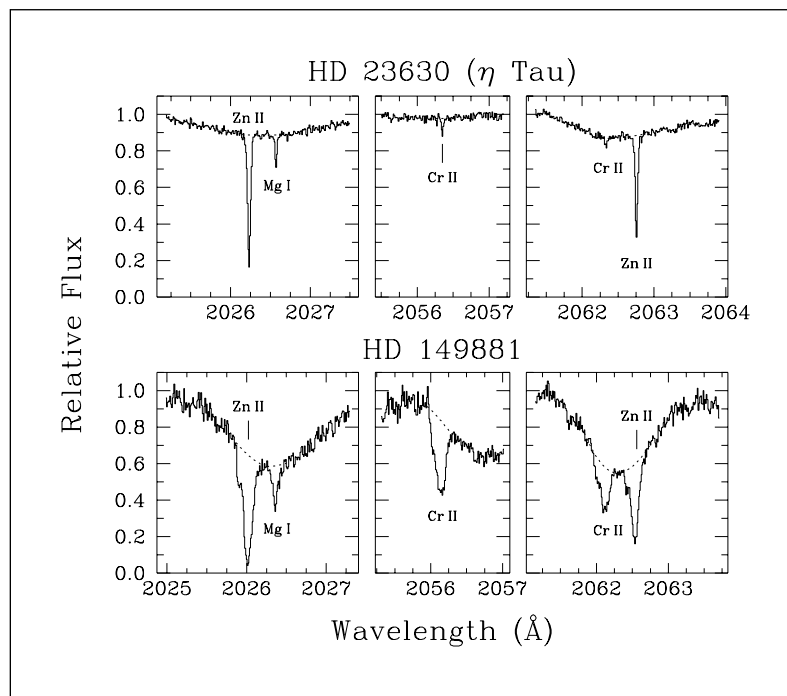 HD 23630 (η Tau)
1.0
0.8
0.6
0.4
0.2
0.0
Zn II
Mg I
Cr II
Cr II
Zn II
2026 2027
2056 2057
2062 2063 2064
Relative Flux
HD 149881
1.0
0.8
0.6
0.4
0.2
0.0
Zn II
Mg I
Cr II
Zn II
Cr II
2025 2026 2027
2056 2057
2062 2063
Wavelength (Å)